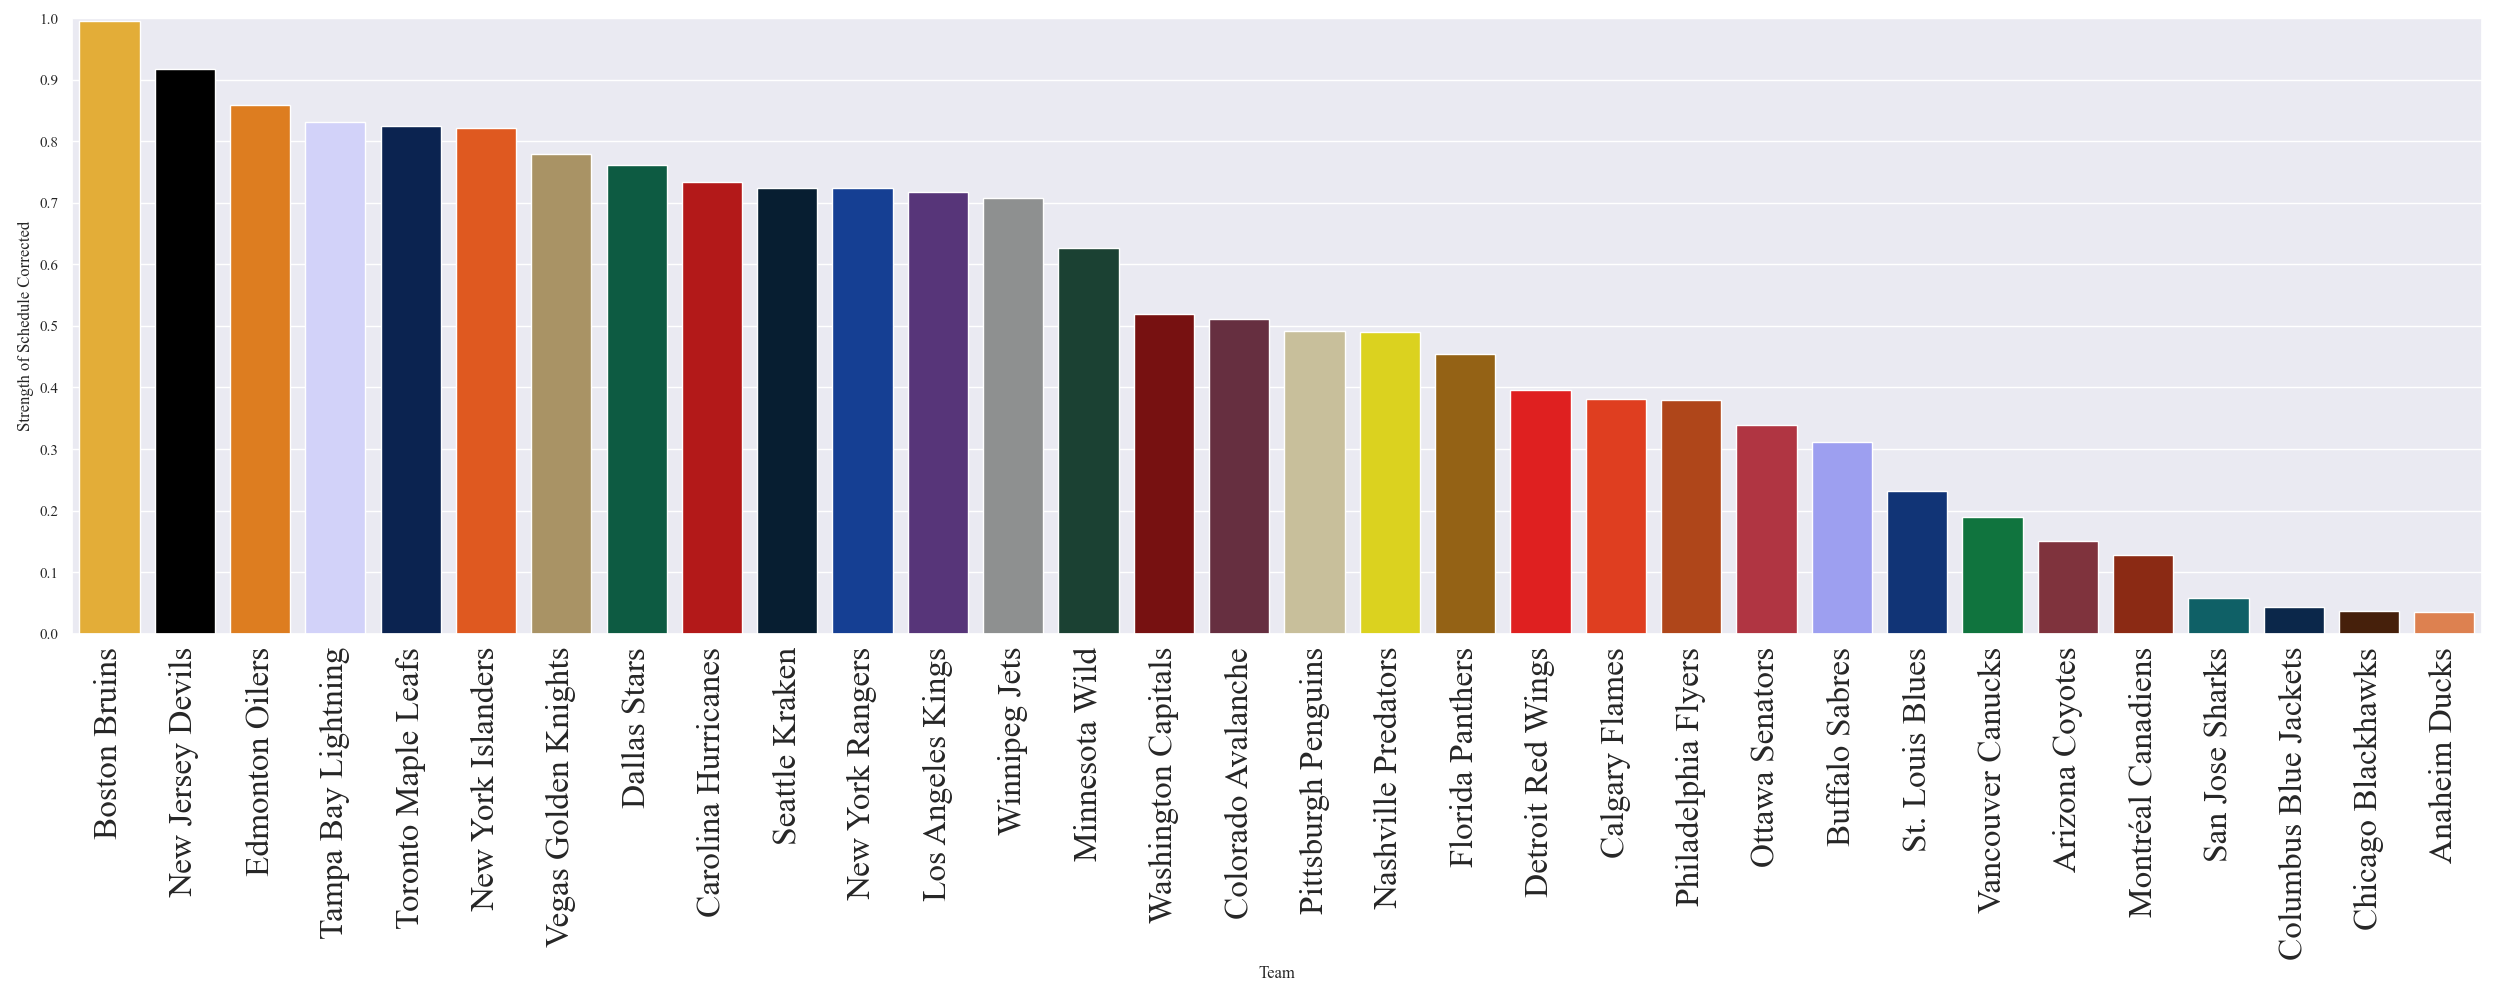 1.0
0.9
0.8
0.7
0.6
0.5
0.4
0.3
0.2
0.1
0.0
Strength of Schedule Corrected
Boston Bruins
New Jersey Devils
Edmonton Oilers
Tampa Bay Lightning
Toronto Maple Leafs
New York Islanders
Vegas Golden Knights
Dallas Stars
Carolina Hurricanes
Seattle Kraken
New York Rangers
Los Angeles Kings
Winnipeg Jets
Minnesota Wild
Washington Capitals
Colorado Avalanche
Pittsburgh Penguins
Nashville Predators
Florida Panthers
Detroit Red Wings
Calgary Flames
Philadelphia Flyers
Ottawa Senators
Buffalo Sabres
St. Louis Blues
Vancouver Canucks
Arizona Coyotes
Montréal Canadiens
San Jose Sharks
Columbus Blue Jackets
Chicago Blackhawks
Anaheim Ducks
Team